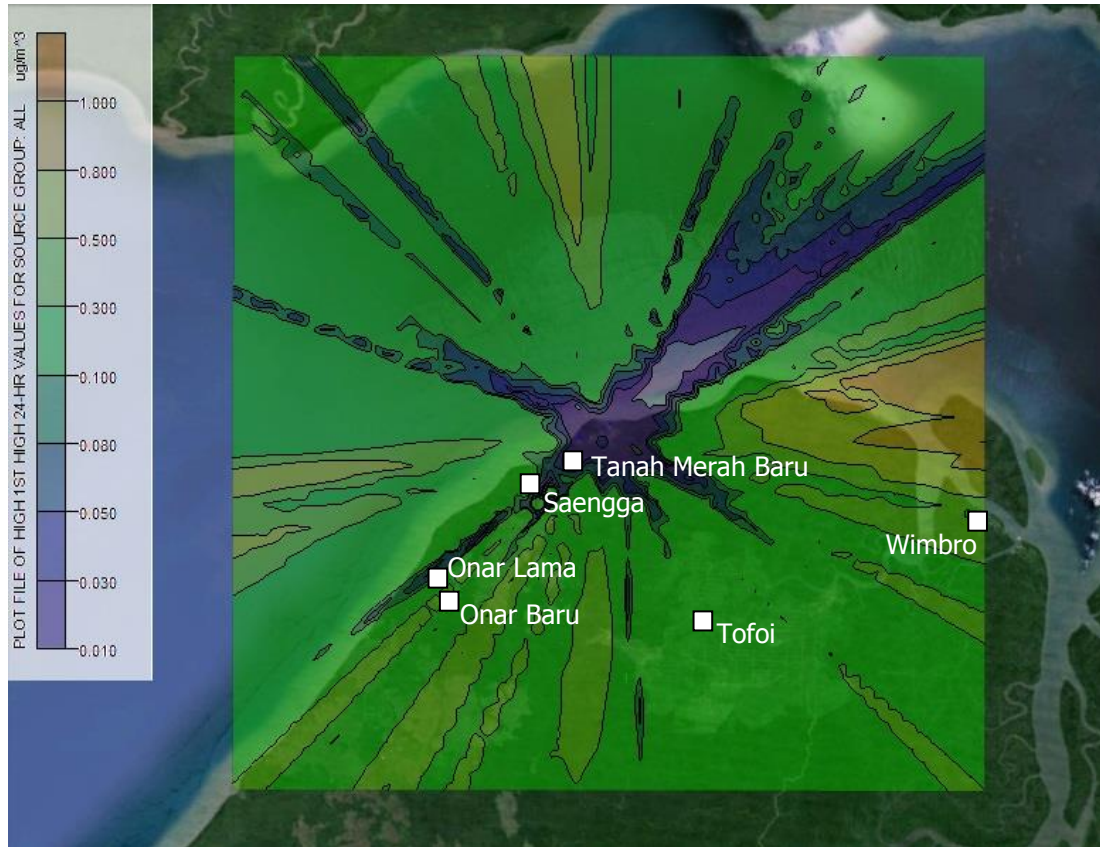 PLOT FILE OF HIGH 1ST HIGH 24-HR VALUES FOR SOURCE GROUP: ALL ug/m^3
1.000
0.800
0.500
0.300
0.100
0.080
0.050
0.030
0.010
Tanah Merah Baru
Saengga
Wimbro
Onar Lama
Onar Baru
Tofoi